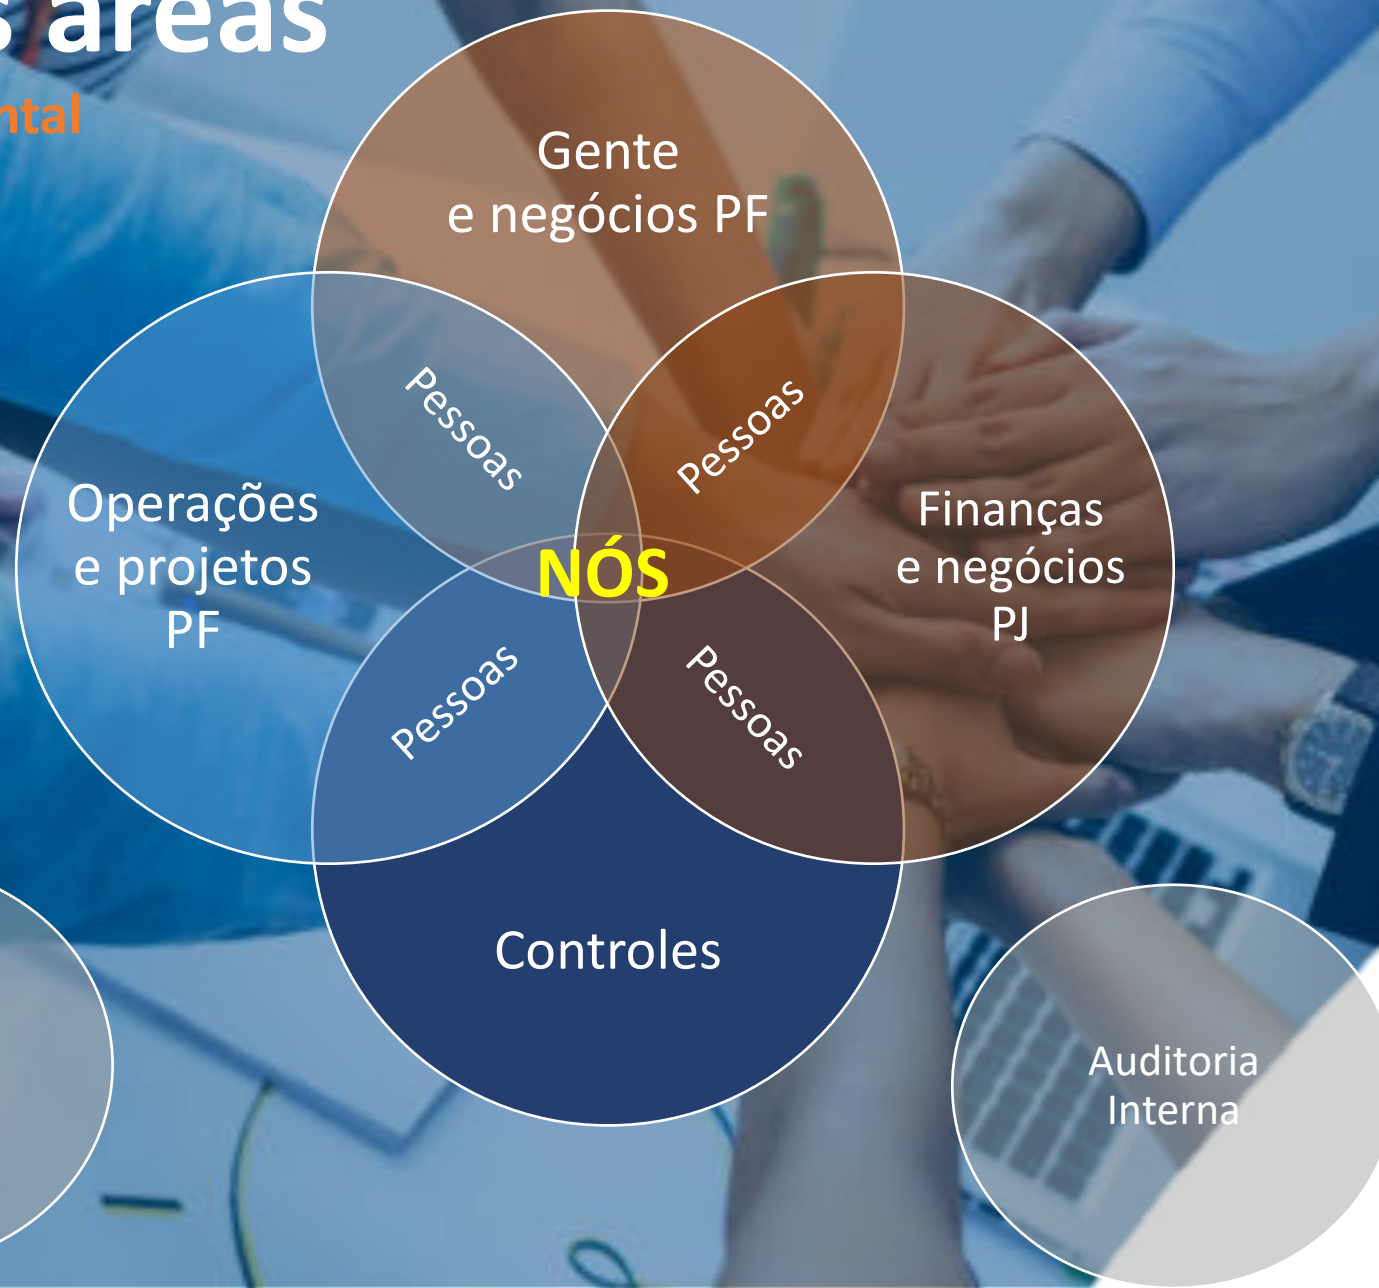 s áreas
ntal
Gente
e negócios PF
Pessoas
Pessoas
Operações
e projetos
PF
NÓS
Finanças
e negócios
PJ
Pessoas
Pessoas
Controles
Auditoria
Interna